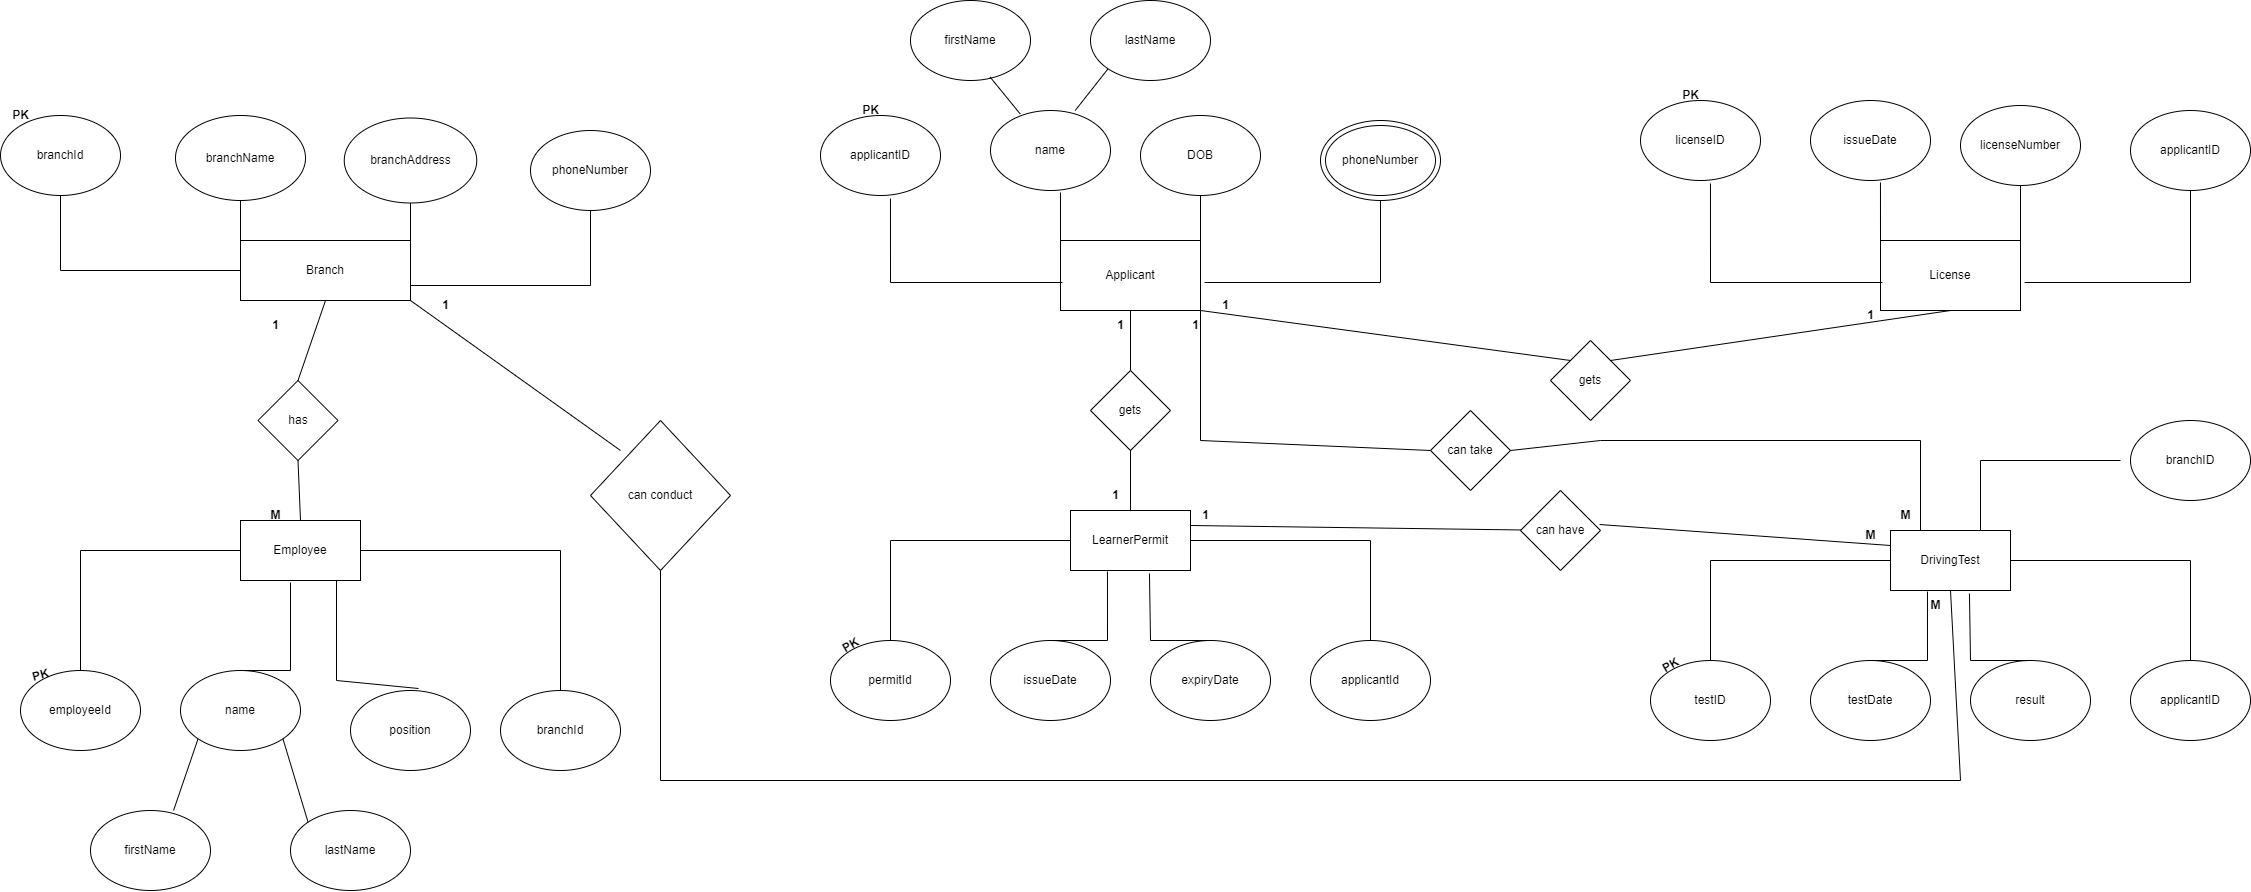 firstName
lastName
PK
PK
PK
branchId
branchName
branchAddress
phoneNumber
applicantID
name
DOB
phoneNumber
licenseID
issueDate
licenseNumber
applicantID
Branch
Applicant
License
1
1
1
1
1
1
gets
has
gets
can take
branchID
can conduct
1
1
M
M
can have
M
Employee
LearnerPermit
DrivingTest
M
PK
PK
PK
employeeId
name
position
branchId
permitId
issueDate
expiryDate
applicantId
testID
testDate
result
applicantID
firstName
lastName